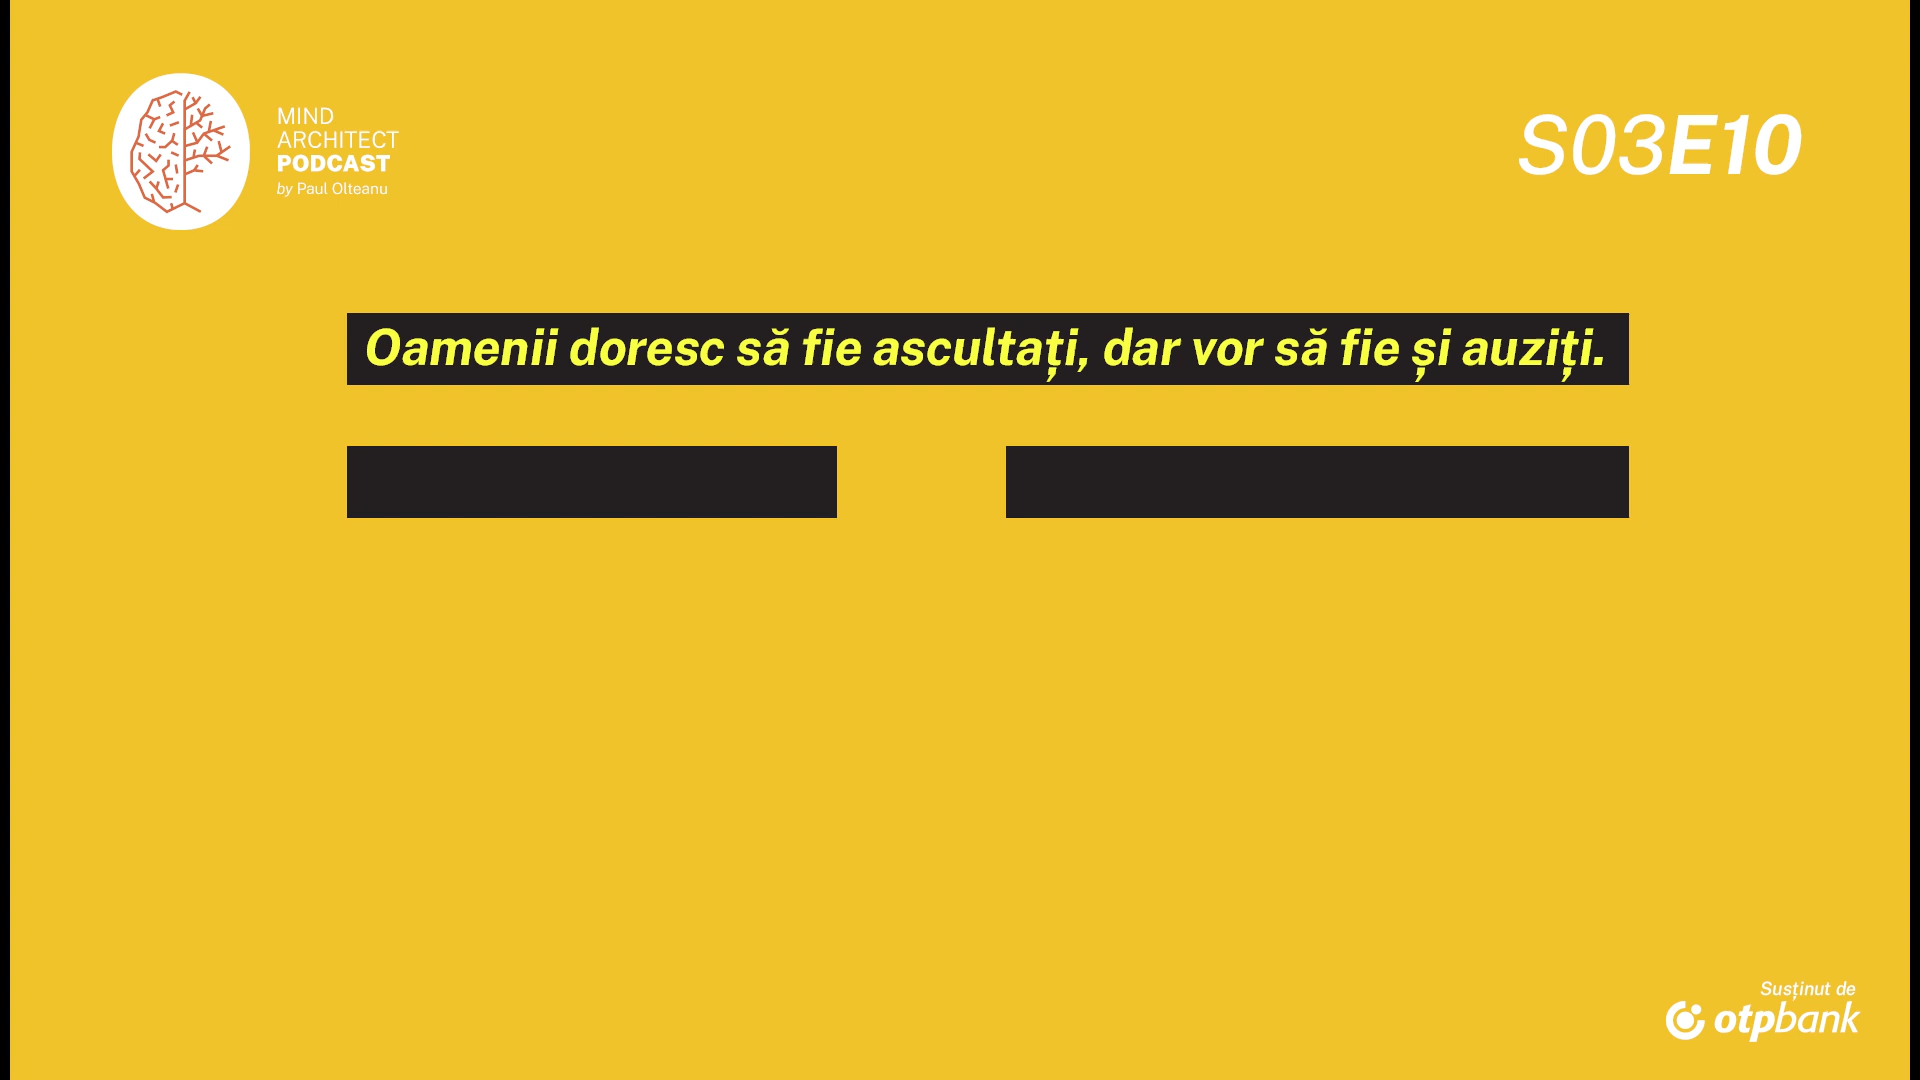 MIND
ARCHITECT
PODCAST
by Paul Olteanu
S03E10
Oamenii doresc să fie ascultați, dar vor să fie și auziți.
Susținut de
otpbank